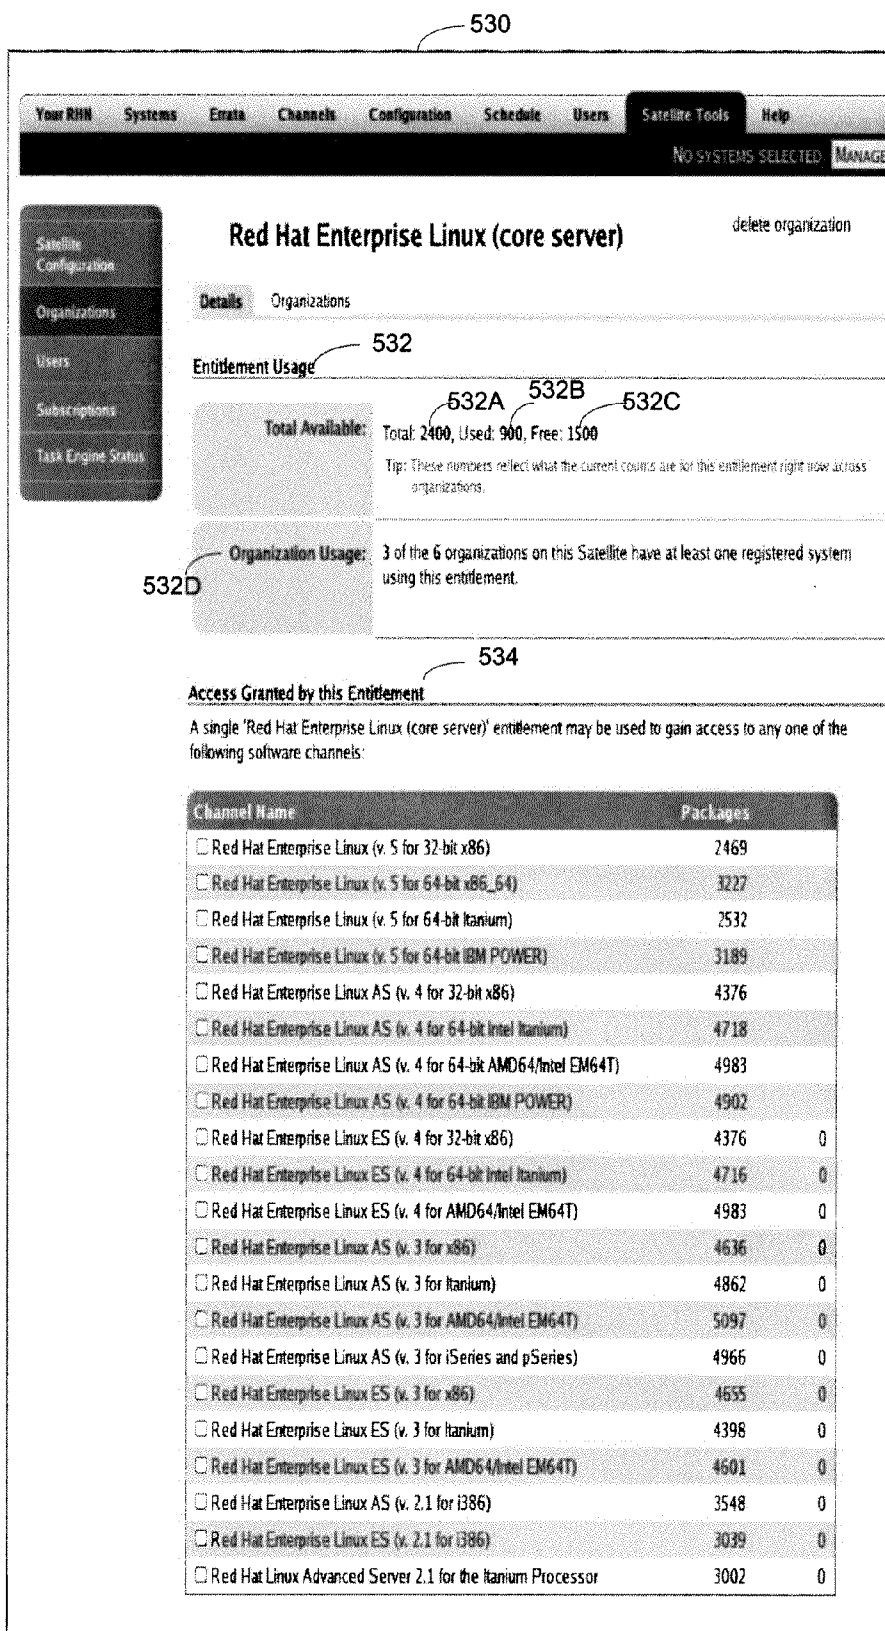 530
Your RHN Systems Errata Channels Configuration Schedule Users Satellite Tools Help
NO SYSTEMS SELECTED MANAGE
Satellite Configuration
Organizations
Users
Subscriptions
Task Engine Status
Red Hat Enterprise Linux (core server)
delete organization
Details Organizations
532
Entitlement Usage
532A 532B 532C
Total Available: Total: 2400, Used: 900, Free: 1500
Tip: These numbers reflect what the current counts are for this entitlement right now across
organizations.
Organization Usage: 3 of the 6 organizations on this Satellite have at least one registered system
using this entitlement.
532D
534
Access Granted by this Entitlement
A single 'Red Hat Enterprise Linux (core server)' entitlement may be used to gain access to any one of the
following software channels:
Channel Name Packages
Red Hat Enterprise Linux (v. 5 for 32-bit x86) 2469
Red Hat Enterprise Linux (v. 5 for 64-bit x86_64) 3227
Red Hat Enterprise Linux (v. 5 for 64-bit Itanium) 2532
Red Hat Enterprise Linux (v. 5 for 64-bit IBM POWER) 3189
Red Hat Enterprise Linux AS (v. 4 for 32-bit x86) 4376
Red Hat Enterprise Linux AS (v. 4 for 64-bit Intel Itanium) 4718
Red Hat Enterprise Linux AS (v. 4 for 64-bit AMD64/Intel EM64T) 4983
Red Hat Enterprise Linux AS (v. 4 for 64-bit IBM POWER) 4902
Red Hat Enterprise Linux ES (v. 4 for 32-bit x86) 4376 0
Red Hat Enterprise Linux ES (v. 4 for 64-bit Intel Itanium) 4716 0
Red Hat Enterprise Linux ES (v. 4 for AMD64/Intel EM64T) 4983 0
Red Hat Enterprise Linux AS (v. 3 for x86) 4636 0
Red Hat Enterprise Linux AS (v. 3 for Itanium) 4862 0
Red Hat Enterprise Linux AS (v. 3 for AMD64/Intel EM64T) 5097 0
Red Hat Enterprise Linux AS (v. 3 for iSeries and pSeries) 4966 0
Red Hat Enterprise Linux ES (v. 3 for x86) 4655 0
Red Hat Enterprise Linux ES (v. 3 for Itanium) 4398 0
Red Hat Enterprise Linux ES (v. 3 for AMD64/Intel EM64T) 4601 0
Red Hat Enterprise Linux AS (v. 2.1 for i386) 3548 0
Red Hat Enterprise Linux ES (v. 2.1 for i386) 3039 0
Red Hat Linux Advanced Server 2.1 for the Itanium Processor 3002 0